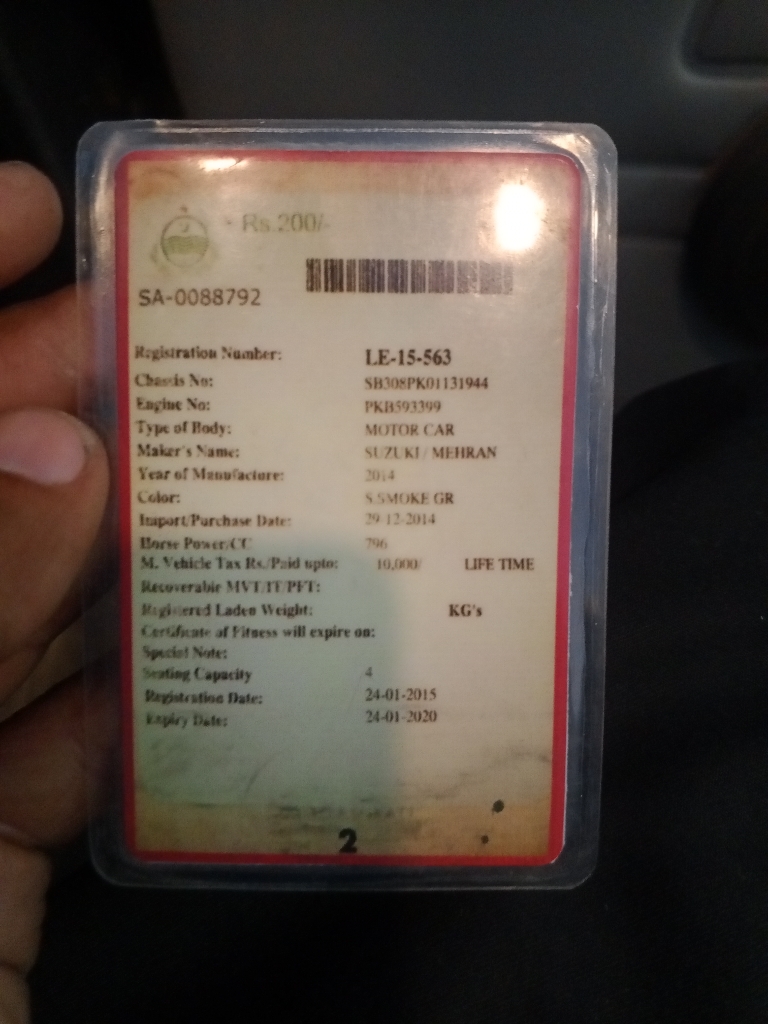 Rs.200/-
SA-0088792
Registration Number: LE-15-563
Chassis No: SB308PK01131944
Engine No: PKB593399
Type of Body: MOTOR CAR
Maker's Name: SUZUKI / MEHRAN
Year of Manufacture: 2014
Color: S.SMOKE GR
Import/Purchase Date: 29-12-2014
Horse Power/CC 796
M. Vehicle Tax Rs./Paid upto: 10,000/ LIFE TIME
Recoverable MVT/IT/PFT:
Registered Laden Weight: KG's
Certificate of Fitness will expire on:
Special Note:
Seating Capacity 4
Registration Date: 24-01-2015
Expiry Date: 24-01-2020
2